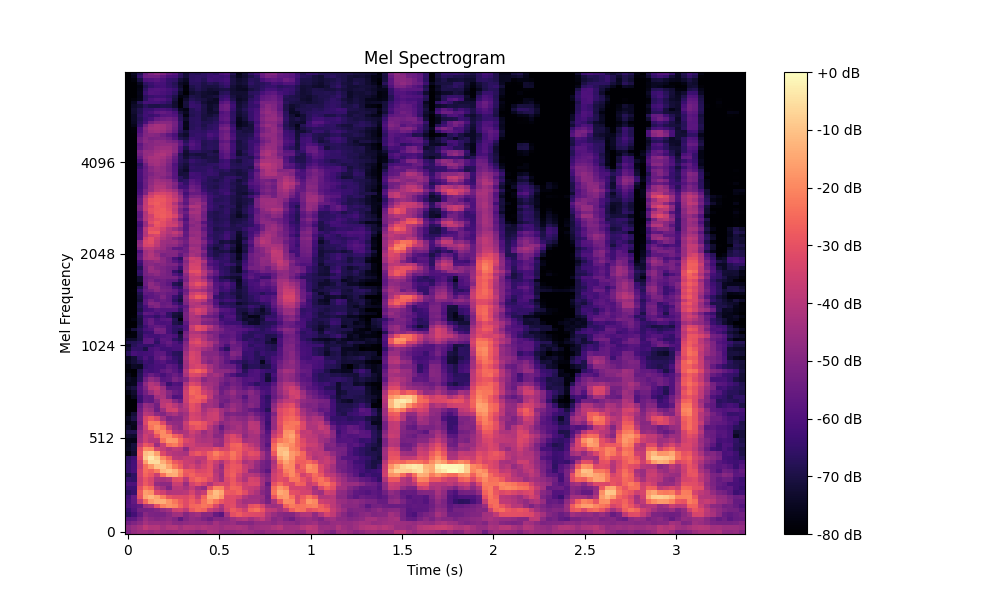 Mel Spectrogram
Mel Frequency
4096
2048
1024
512
0
0
0.5
1
1.5
2
2.5
3
Time (s)
+0 dB
-10 dB
-20 dB
-30 dB
-40 dB
-50 dB
-60 dB
-70 dB
-80 dB